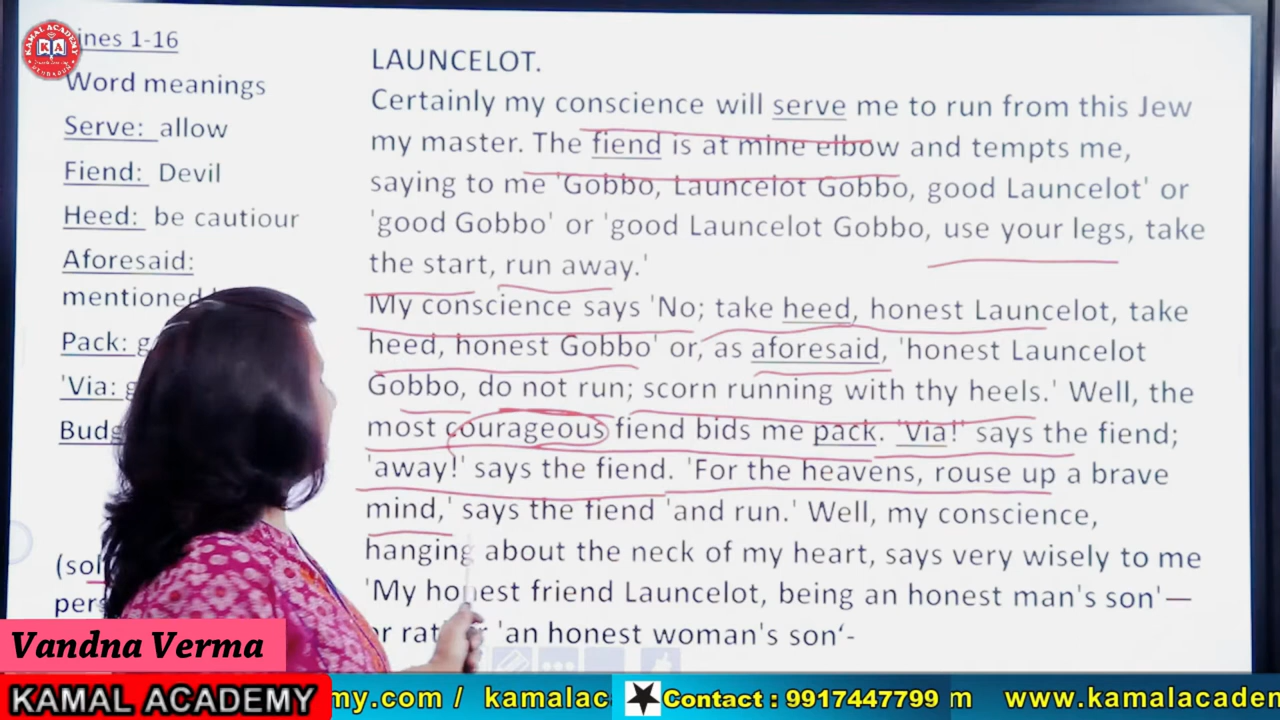 KAMAL ACADEMY
KA
DEHRADUN
ines 1-16
Word meanings
Serve: allow
Fiend: Devil
Heed: be cautiour
Aforesaid:
mentioned
Pack: g
'Via: g
Budg
(sol
pers
LAUNCELOT.
Certainly my conscience will serve me to run from this Jew
my master. The fiend is at mine elbow and tempts me,
saying to me 'Gobbo, Launcelot Gobbo, good Launcelot' or
'good Gobbo' or 'good Launcelot Gobbo, use your legs, take
the start, run away.'
My conscience says 'No; take heed, honest Launcelot, take
heed, honest Gobbo' or, as aforesaid, 'honest Launcelot
Gobbo, do not run; scorn running with thy heels.' Well, the
most courageous fiend bids me pack. 'Via!' says the fiend;
'away!' says the fiend. 'For the heavens, rouse up a brave
mind,' says the fiend 'and run.' Well, my conscience,
hanging about the neck of my heart, says very wisely to me
'My honest friend Launcelot, being an honest man's son'—
or rather 'an honest woman's son'-
Vandna Verma
KAMAL ACADEMY
my.com / kamalac
Contact : 9917447799
m www.kamalacadem